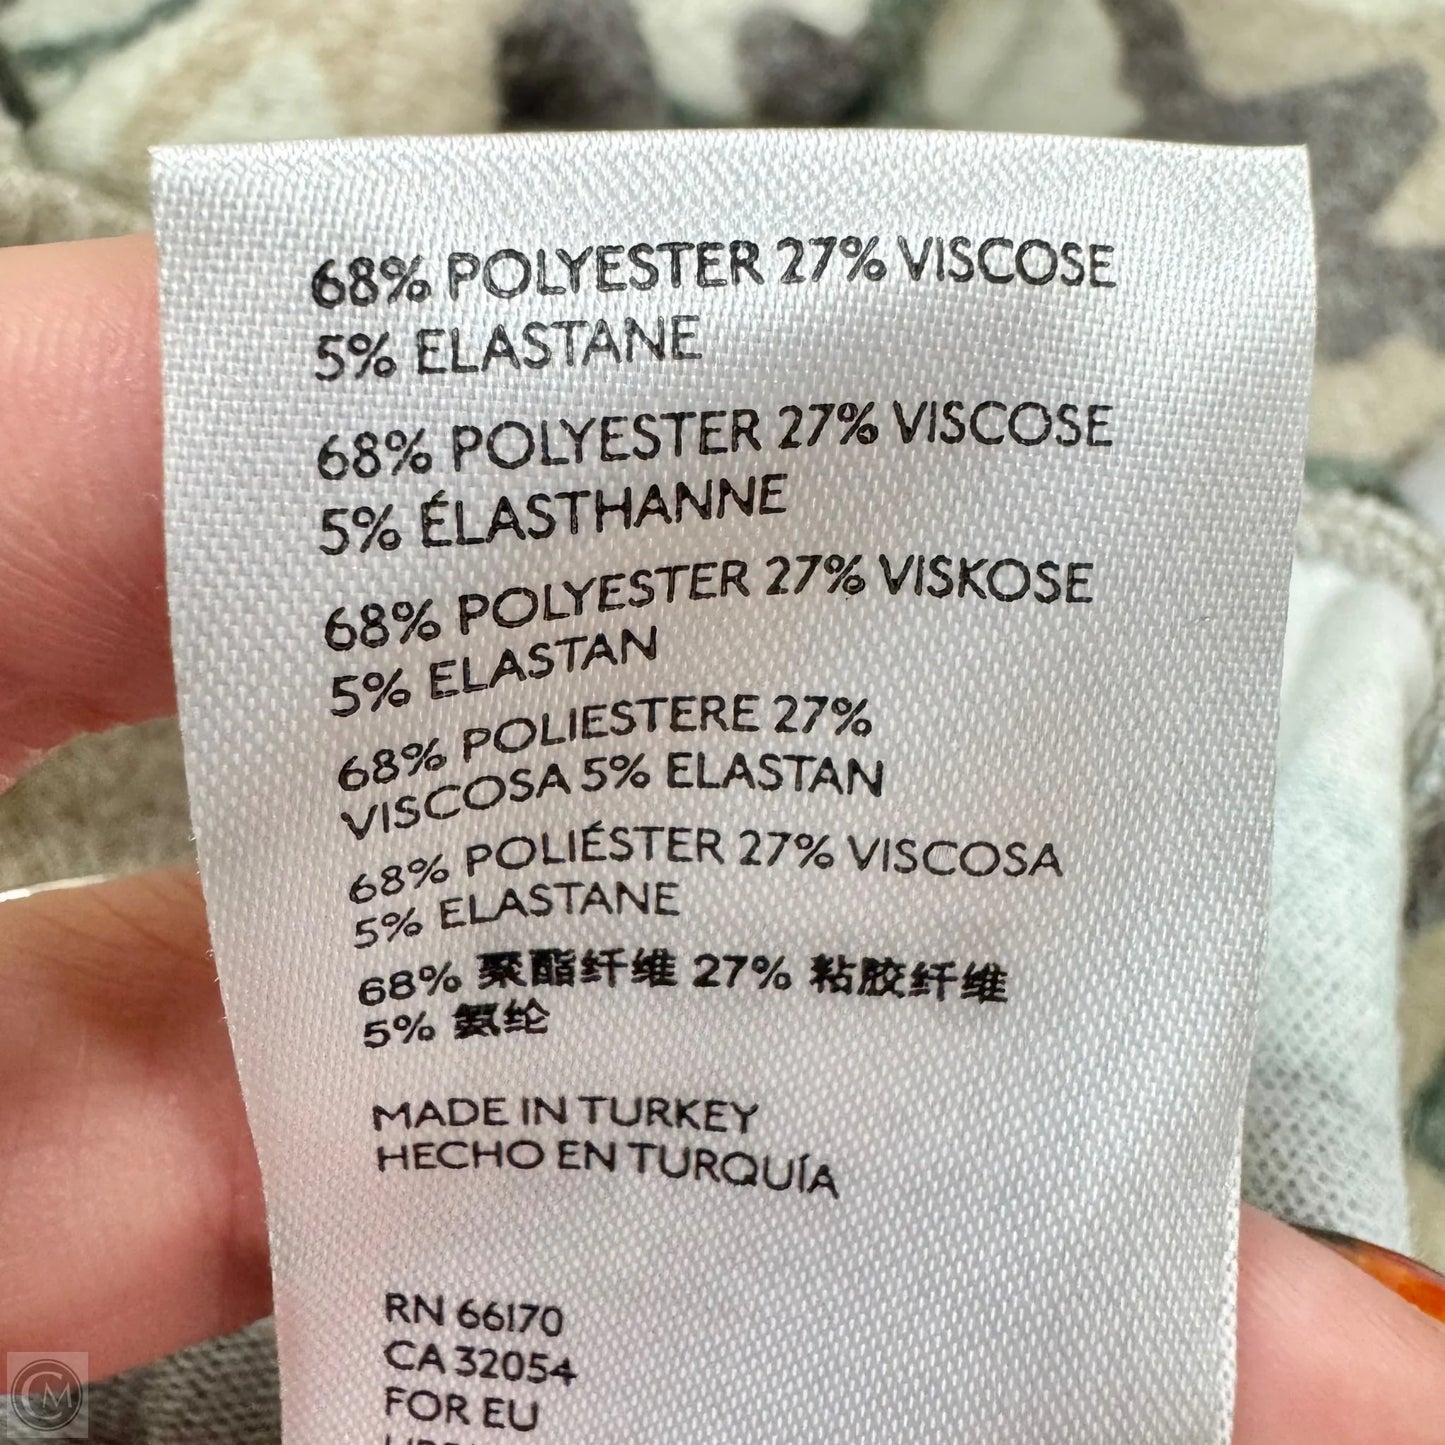 68% POLYESTER 27% VISCOSE
5% ELASTANE
68% POLYESTER 27% VISCOSE
5% ÉLASTHANNE
68% POLYESTER 27% VISKOSE
5% ELASTAN
68% POLIESTERE 27%
VISCOSA 5% ELASTAN
68% POLIÉSTER 27% VISCOSA
5% ELASTANE
68% 聚酯纤维 27% 粘胶纤维
5% 氨纶
MADE IN TURKEY
HECHO EN TURQUÍA
RN 66170
CA 32054
FOR EU
CM